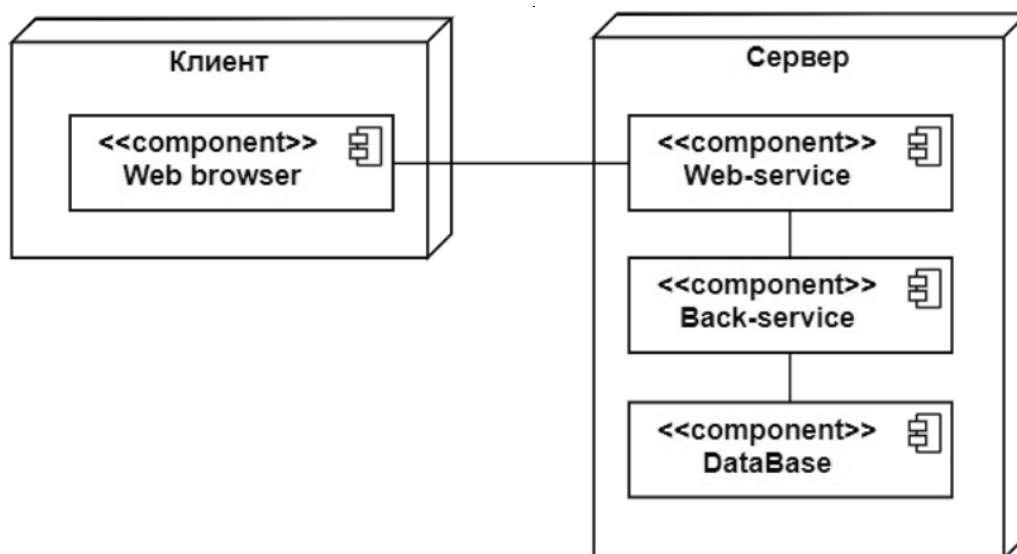 Клиент
<<component>>
Web browser
Сервер
<<component>>
Web-service
<<component>>
Back-service
<<component>>
DataBase